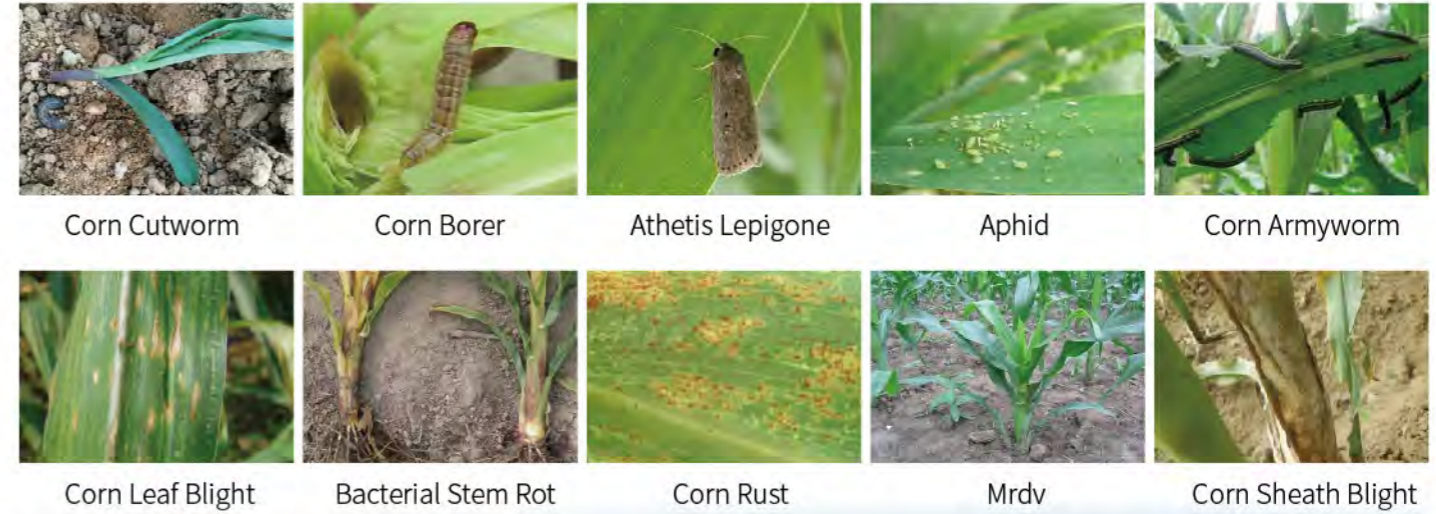 Corn Cutworm
Corn Borer
Athetis Lepigone
Aphid
Corn Armyworm
Corn Leaf Blight
Bacterial Stem Rot
Corn Rust
Mrdv
Corn Sheath Blight